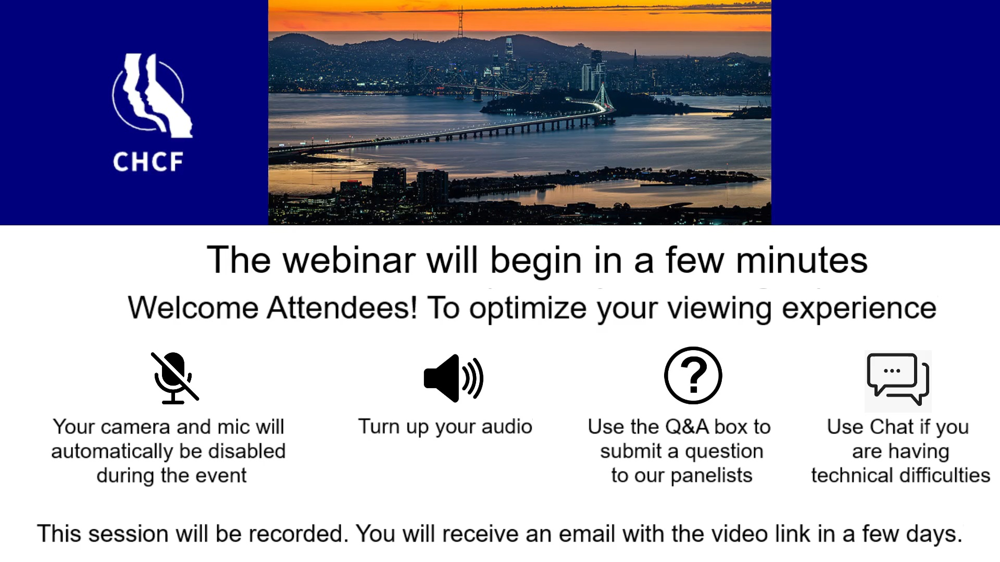 CHCF
The webinar will begin in a few minutes
Welcome Attendees! To optimize your viewing experience
Your camera and mic will
automatically be disabled
during the event
Turn up your audio
Use the Q&A box to
submit a question
to our panelists
Use Chat if you
are having
technical difficulties
This session will be recorded. You will receive an email with the video link in a few days.